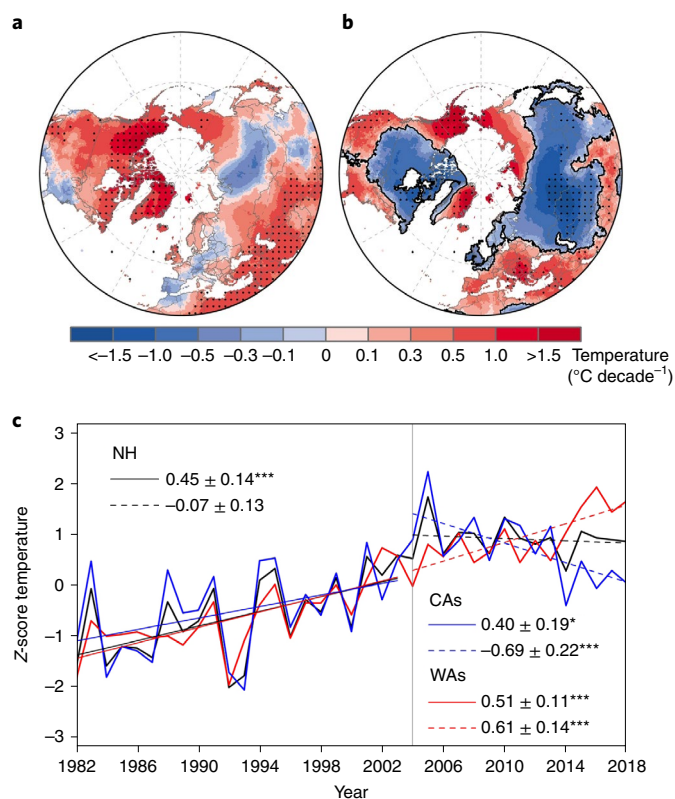 a
b
<–1.5 –1.0 –0.5 –0.3 –0.1 0 0.1 0.3 0.5 1.0 >1.5 Temperature
(°C decade⁻¹)
c
3
2
1
0
–1
–2
–3
Z-score temperature
NH
0.45 ± 0.14***
–0.07 ± 0.13
CAs
0.40 ± 0.19*
–0.69 ± 0.22***
WAs
0.51 ± 0.11***
0.61 ± 0.14***
1982 1986 1990 1994 1998 2002 2006 2010 2014 2018
Year